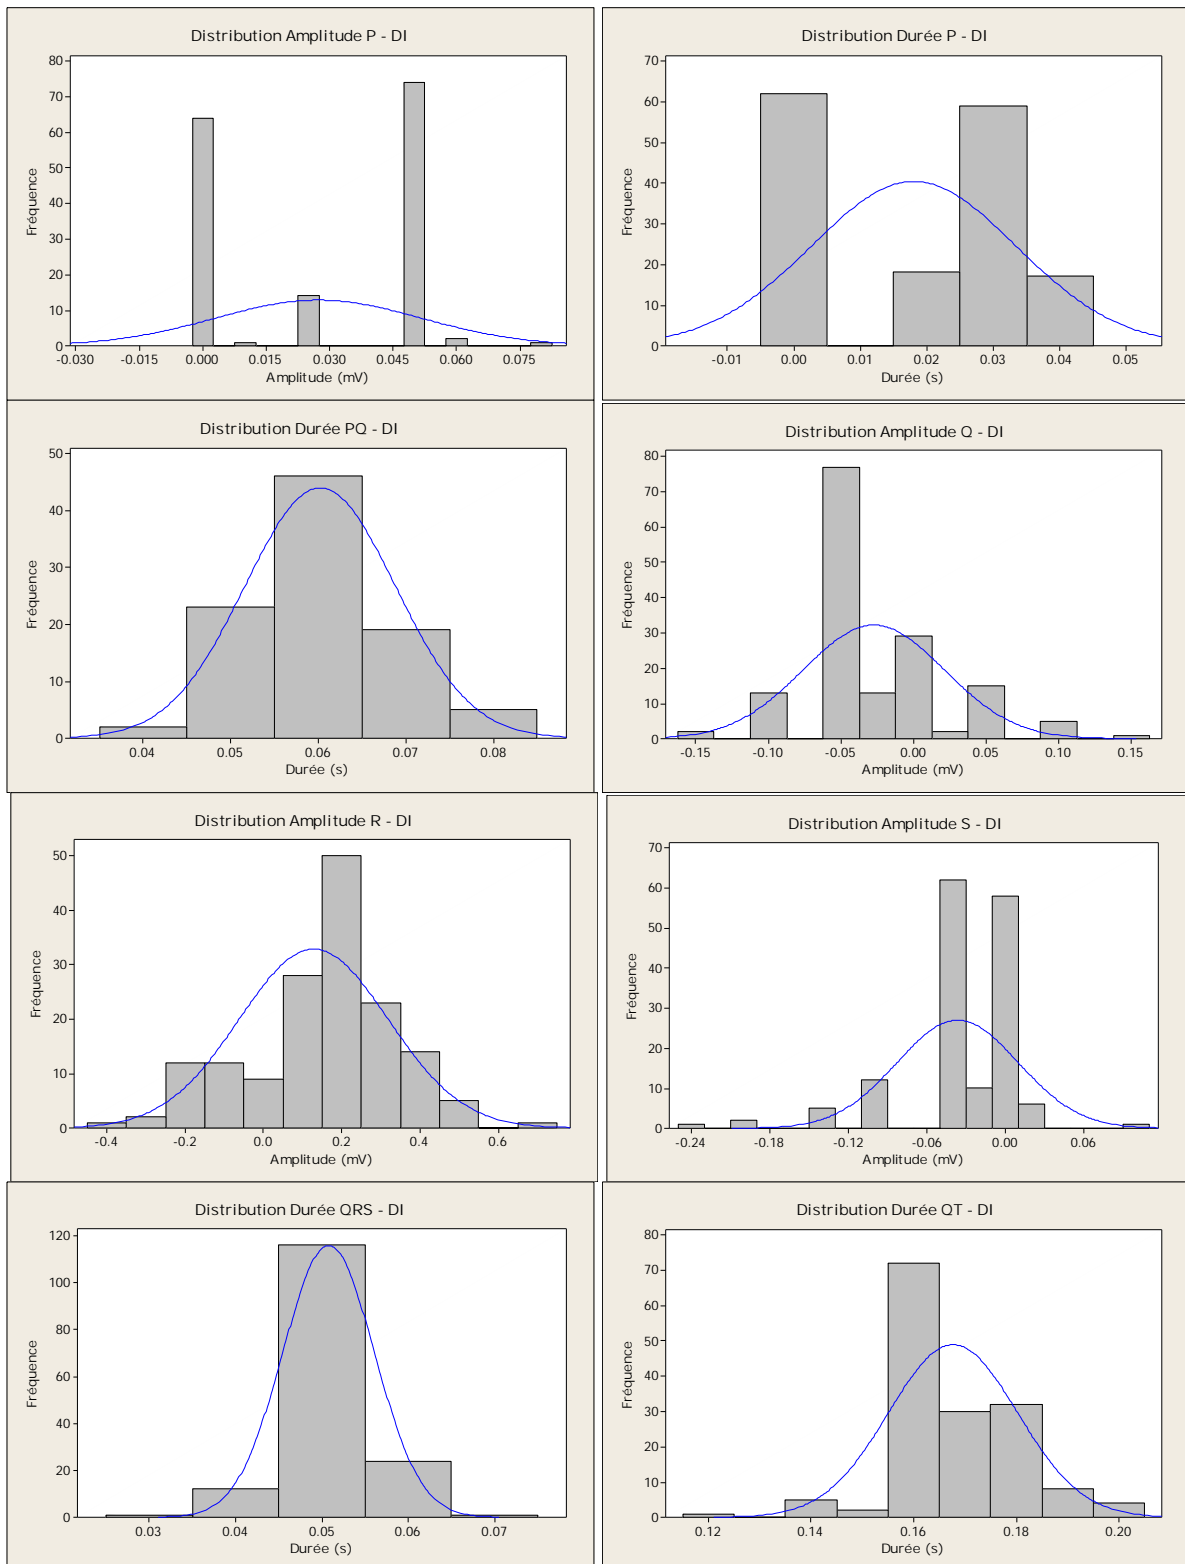 Distribution Amplitude P - DI
80
70
60
50
40
30
20
10
0
Fréquence
-0.030 -0.015 0.000 0.015 0.030 0.045 0.060 0.075
Amplitude (mV)
Distribution Durée P - DI
70
60
50
40
30
20
10
0
Fréquence
-0.01 0.00 0.01 0.02 0.03 0.04 0.05
Durée (s)
Distribution Durée PQ - DI
50
40
30
20
10
0
Fréquence
0.04 0.05 0.06 0.07 0.08
Durée (s)
Distribution Amplitude Q - DI
80
70
60
50
40
30
20
10
0
Fréquence
-0.15 -0.10 -0.05 0.00 0.05 0.10 0.15
Amplitude (mV)
Distribution Amplitude R - DI
50
40
30
20
10
0
Fréquence
-0.4 -0.2 0.0 0.2 0.4 0.6
Amplitude (mV)
Distribution Amplitude S - DI
70
60
50
40
30
20
10
0
Fréquence
-0.24 -0.18 -0.12 -0.06 0.00 0.06
Amplitude (mV)
Distribution Durée QRS - DI
120
100
80
60
40
20
0
Fréquence
0.03 0.04 0.05 0.06 0.07
Durée (s)
Distribution Durée QT - DI
80
70
60
50
40
30
20
10
0
Fréquence
0.12 0.14 0.16 0.18 0.20
Durée (s)